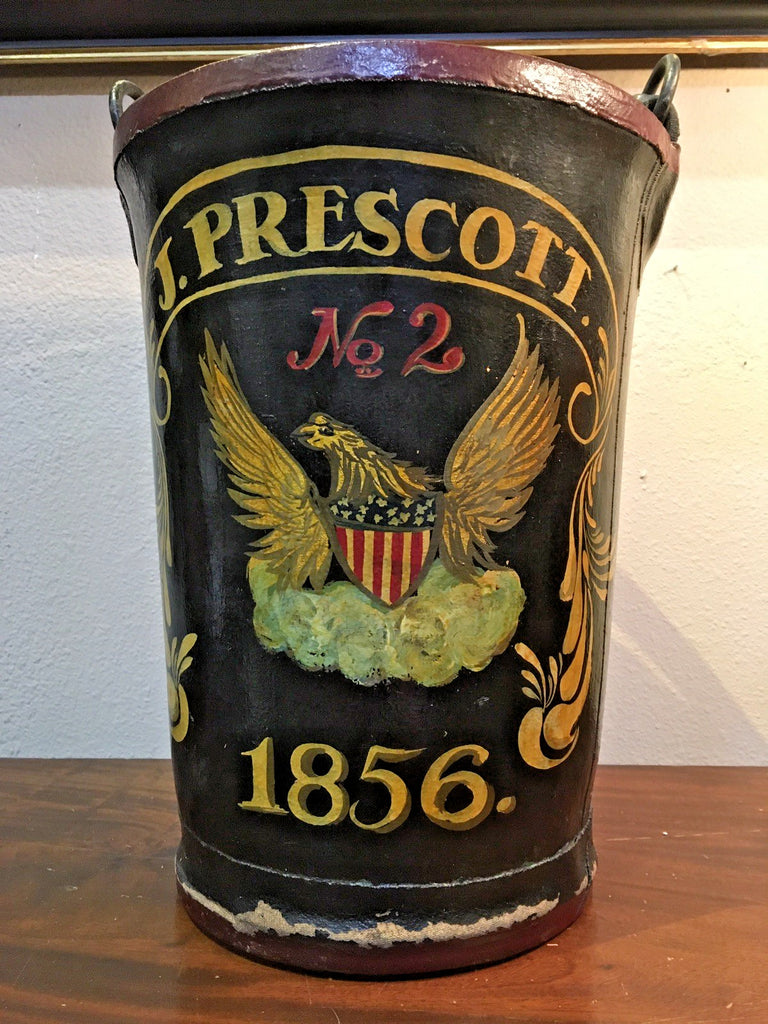 J. PRESCOTT.
No 2
1856.